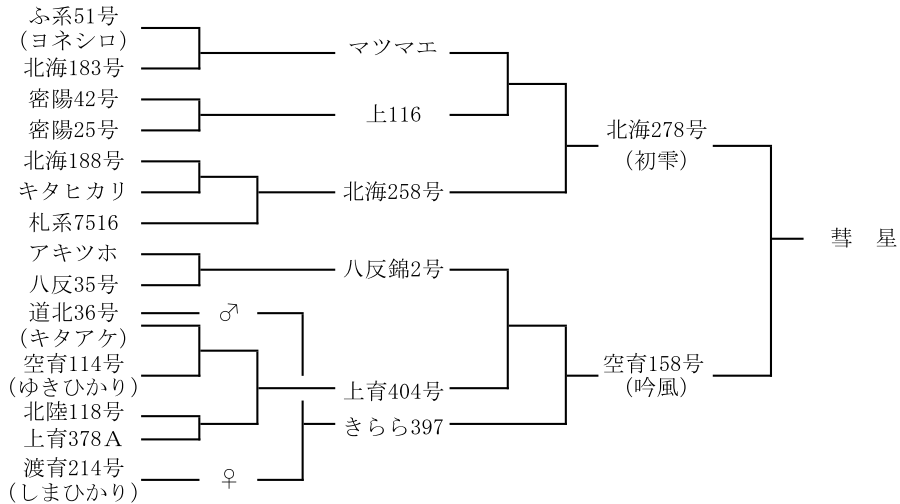 ふ系51号
(ヨネシロ)
北海183号
密陽42号
密陽25号
北海188号
キタヒカリ
札系7516
アキツホ
八反35号
道北36号
(キタアケ)
空育114号
(ゆきひかり)
北陸118号
上育378A
渡育214号
(しまひかり)
♂
♀
マツマエ
上116
北海258号
八反錦2号
上育404号
きらら397
北海278号
(初雫)
空育158号
(吟風)
彗 星